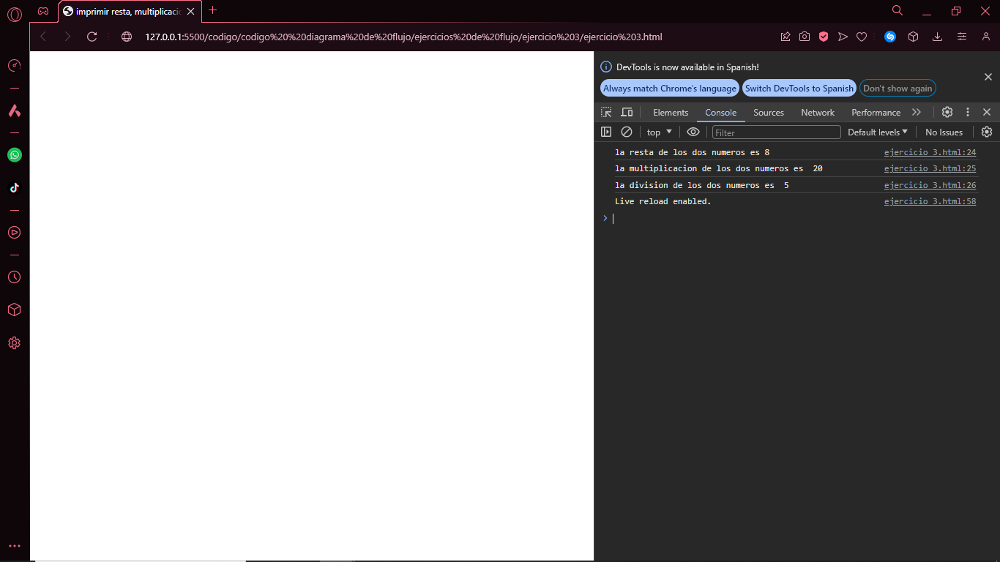 imprimir resta, multiplicaci
127.0.0.1:5500/codigo/codigo%20%20diagrama%20de%20flujo/ejercicios%20de%20flujo/ejercicio%203/ejercicio%203.html
DevTools is now available in Spanish!
Always match Chrome's language Switch DevTools to Spanish Don't show again
Elements Console Sources Network Performance
top Filter Default levels No Issues
la resta de los dos numeros es 8 ejercicio 3.html:24
la multiplicacion de los dos numeros es  20 ejercicio 3.html:25
la division de los dos numeros es  5 ejercicio 3.html:26
Live reload enabled. ejercicio 3.html:58